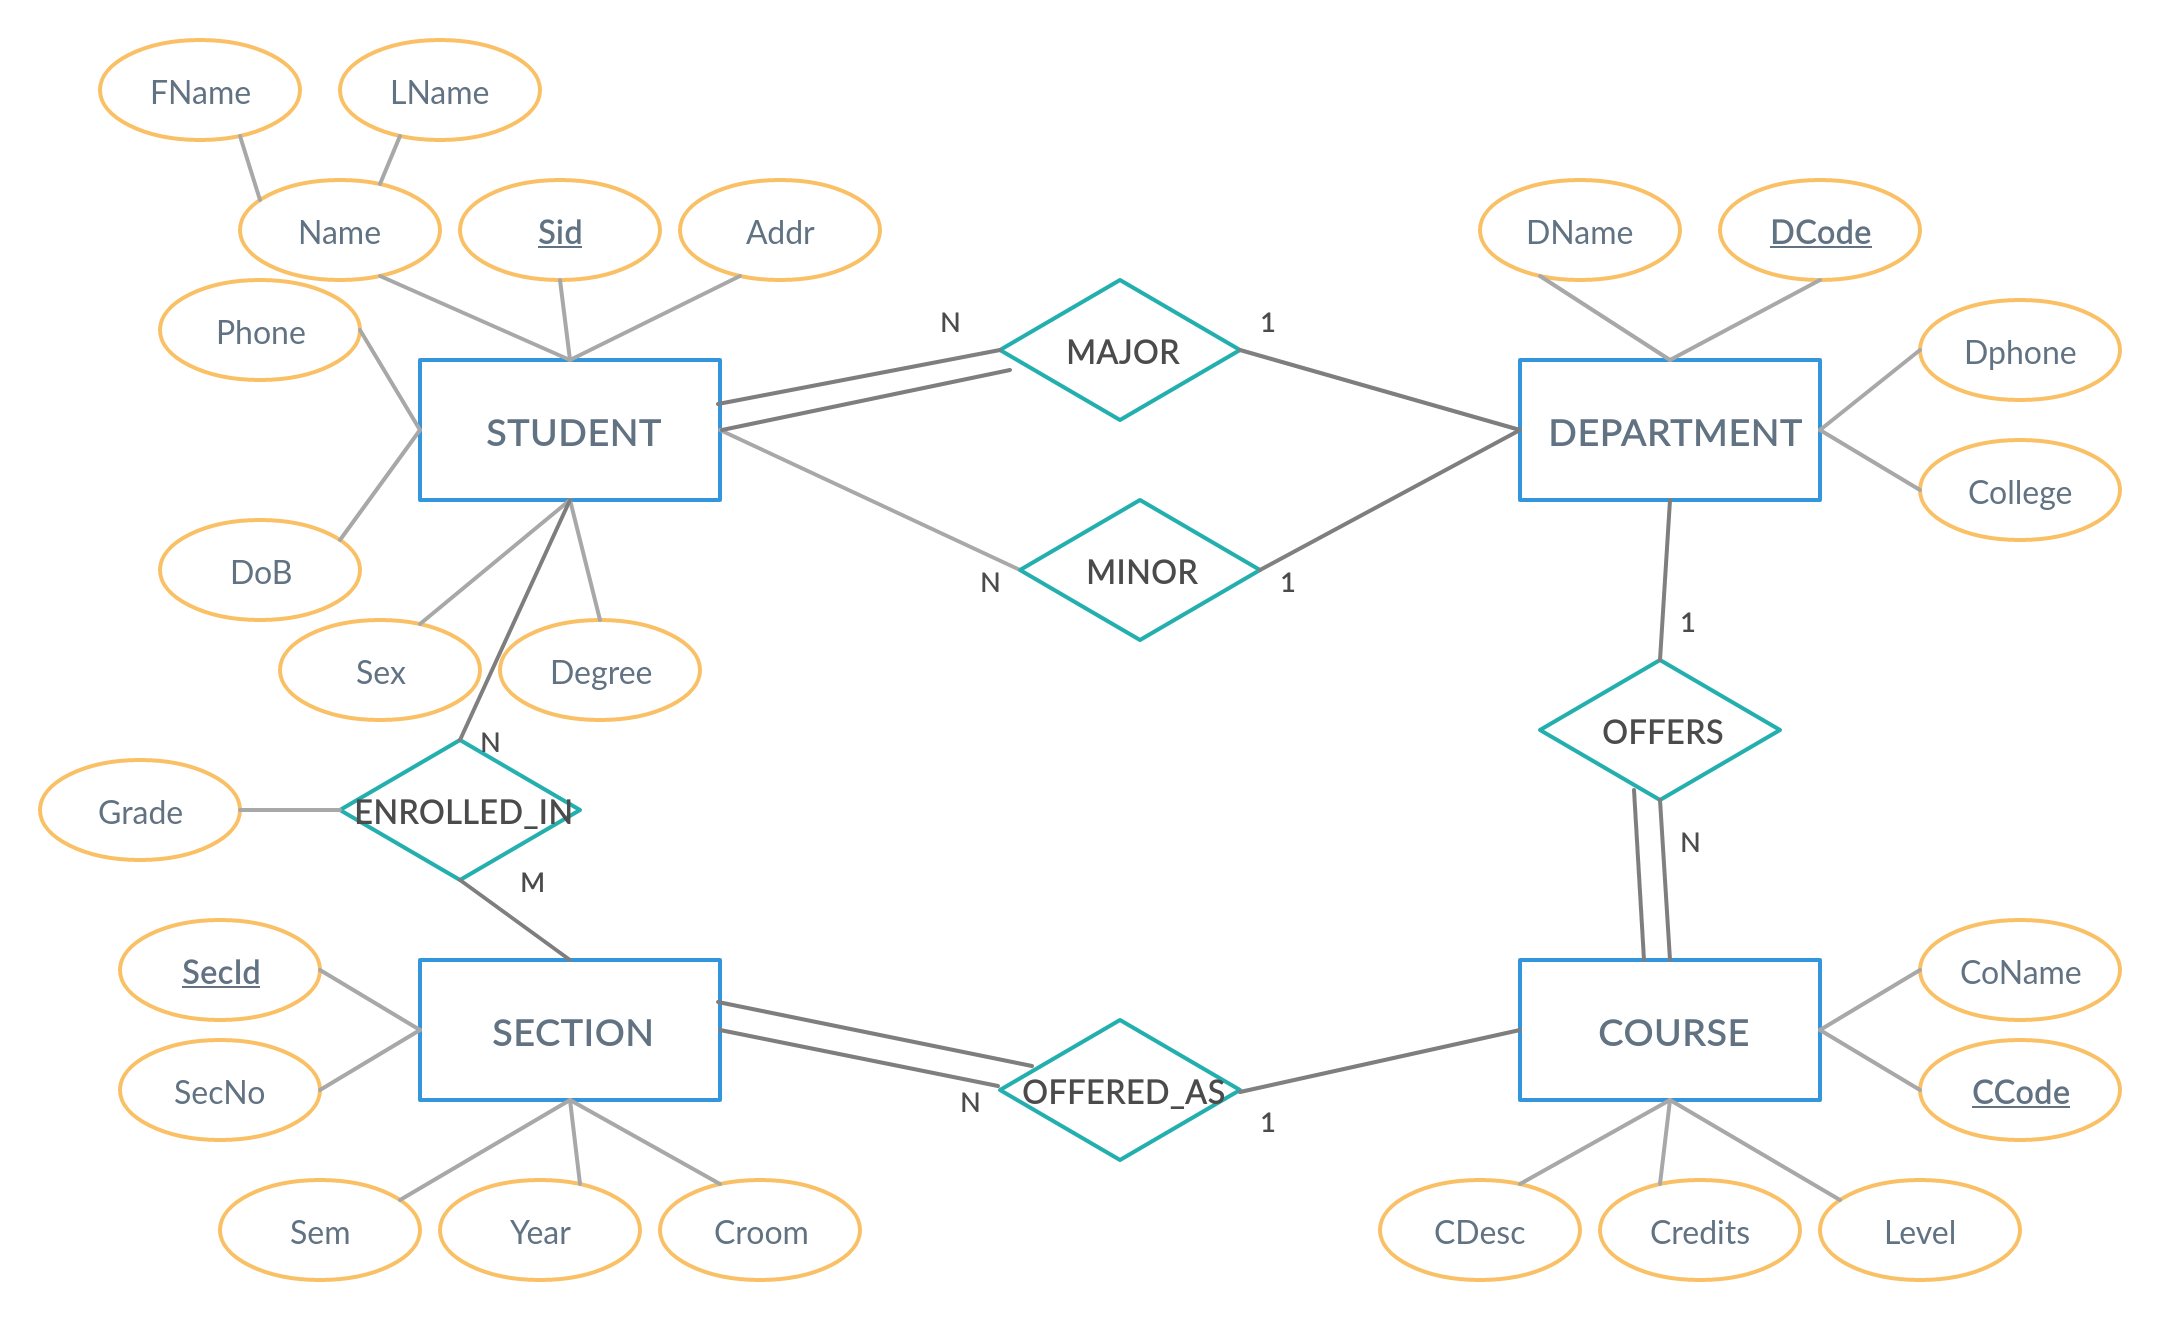 FName
LName
Name
Sid
Addr
DName
DCode
Phone
N
1
MAJOR
Dphone
STUDENT
DEPARTMENT
College
DoB
MINOR
N
1
1
Sex
Degree
OFFERS
N
Grade
ENROLLED_IN
N
M
SecId
CoName
SECTION
COURSE
SecNo
OFFERED_AS
CCode
N
1
Sem
Year
Croom
CDesc
Credits
Level